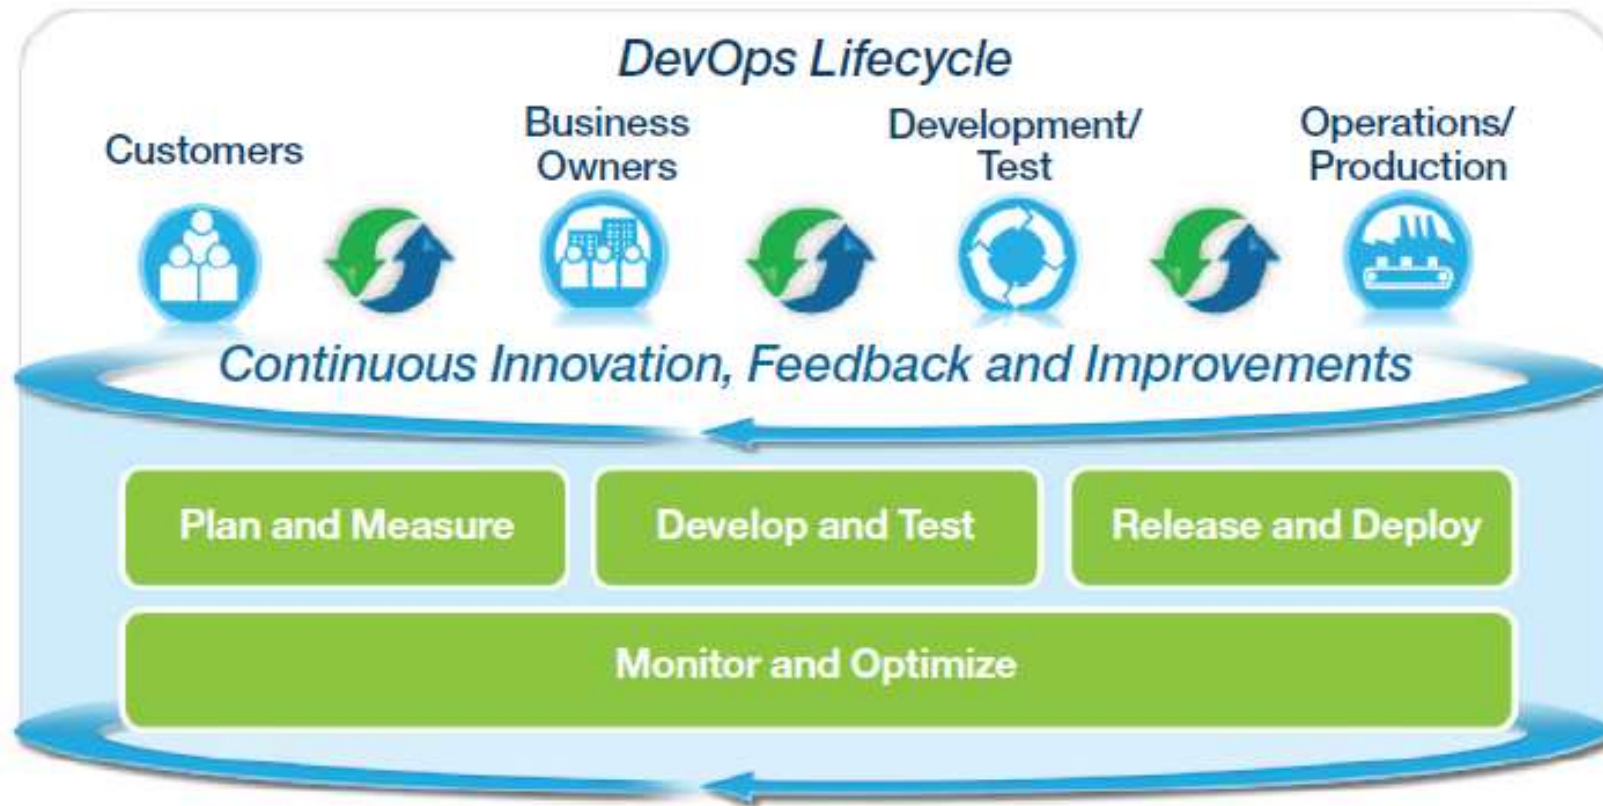 DevOps Lifecycle
Customers
Business
Owners
Development/
Test
Operations/
Production
Continuous Innovation, Feedback and Improvements
Plan and Measure
Develop and Test
Release and Deploy
Monitor and Optimize